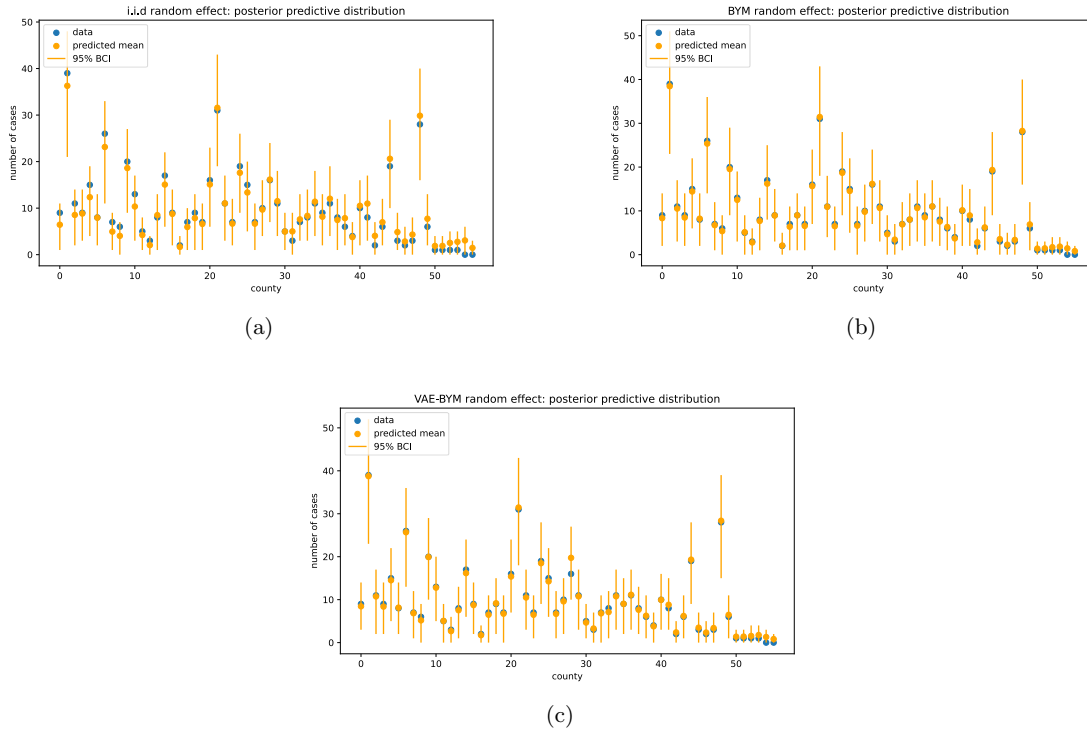 i.i.d random effect: posterior predictive distribution
50
40
30
20
10
0
number of cases
data
predicted mean
95% BCI
0
10
20
30
40
50
county
(a)
BYM random effect: posterior predictive distribution
50
40
30
20
10
0
number of cases
data
predicted mean
95% BCI
0
10
20
30
40
50
county
(b)
VAE-BYM random effect: posterior predictive distribution
50
40
30
20
10
0
number of cases
data
predicted mean
95% BCI
0
10
20
30
40
50
county
(c)